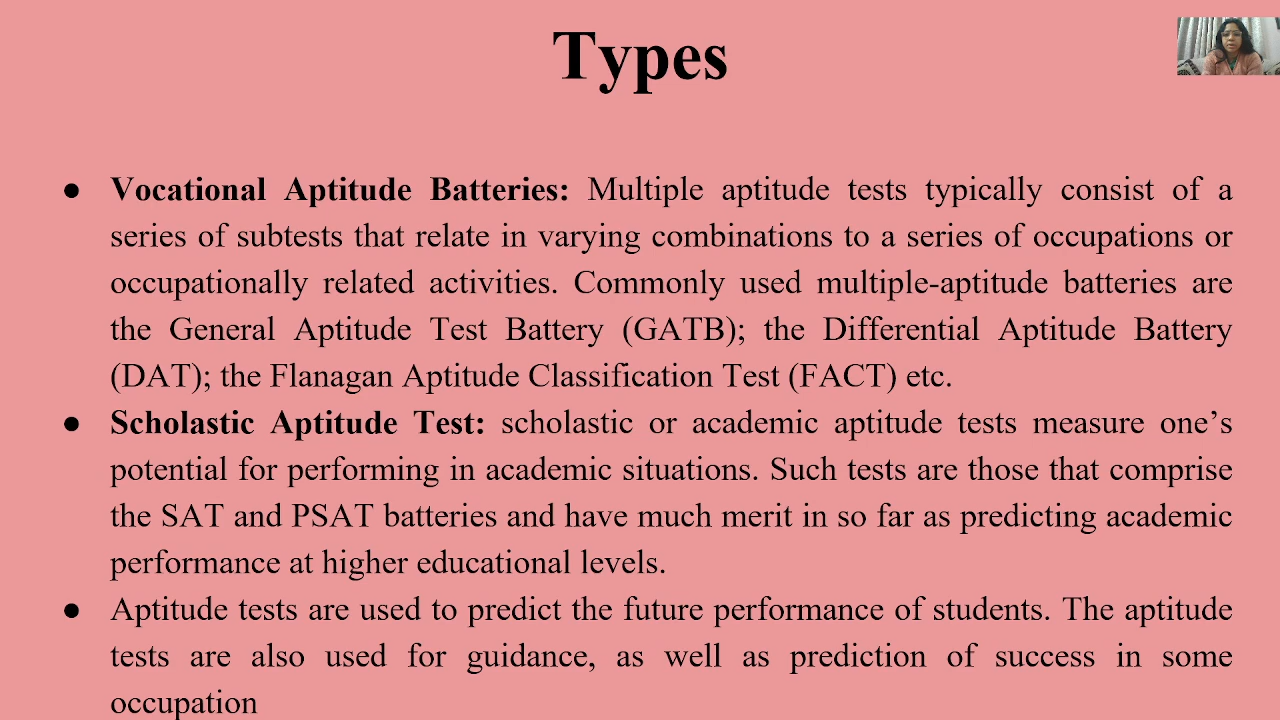 Types
● Vocational Aptitude Batteries: Multiple aptitude tests typically consist of a
series of subtests that relate in varying combinations to a series of occupations or
occupationally related activities. Commonly used multiple-aptitude batteries are
the General Aptitude Test Battery (GATB); the Differential Aptitude Battery
(DAT); the Flanagan Aptitude Classification Test (FACT) etc.
● Scholastic Aptitude Test: scholastic or academic aptitude tests measure one’s
potential for performing in academic situations. Such tests are those that comprise
the SAT and PSAT batteries and have much merit in so far as predicting academic
performance at higher educational levels.
● Aptitude tests are used to predict the future performance of students. The aptitude
tests are also used for guidance, as well as prediction of success in some
occupation